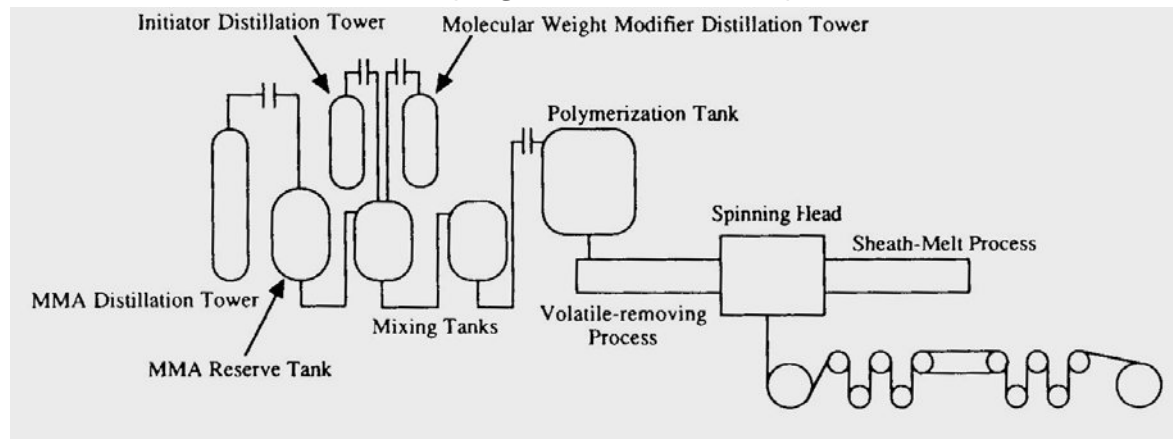 Initiator Distillation Tower
Molecular Weight Modifier Distillation Tower
Polymerization Tank
Spinning Head
Sheath-Melt Process
MMA Distillation Tower
Mixing Tanks
Volatile-removing
Process
MMA Reserve Tank